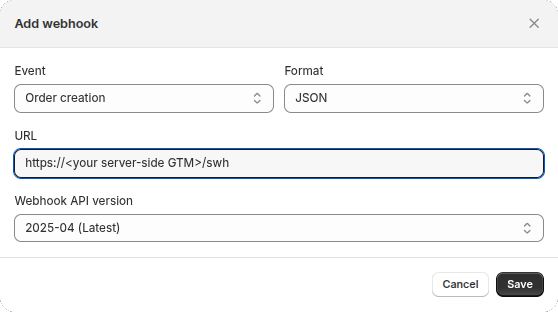 Add webhook
Event
Format
Order creation
JSON
URL
https://<your server-side GTM>/swh
Webhook API version
2025-04 (Latest)
Cancel
Save